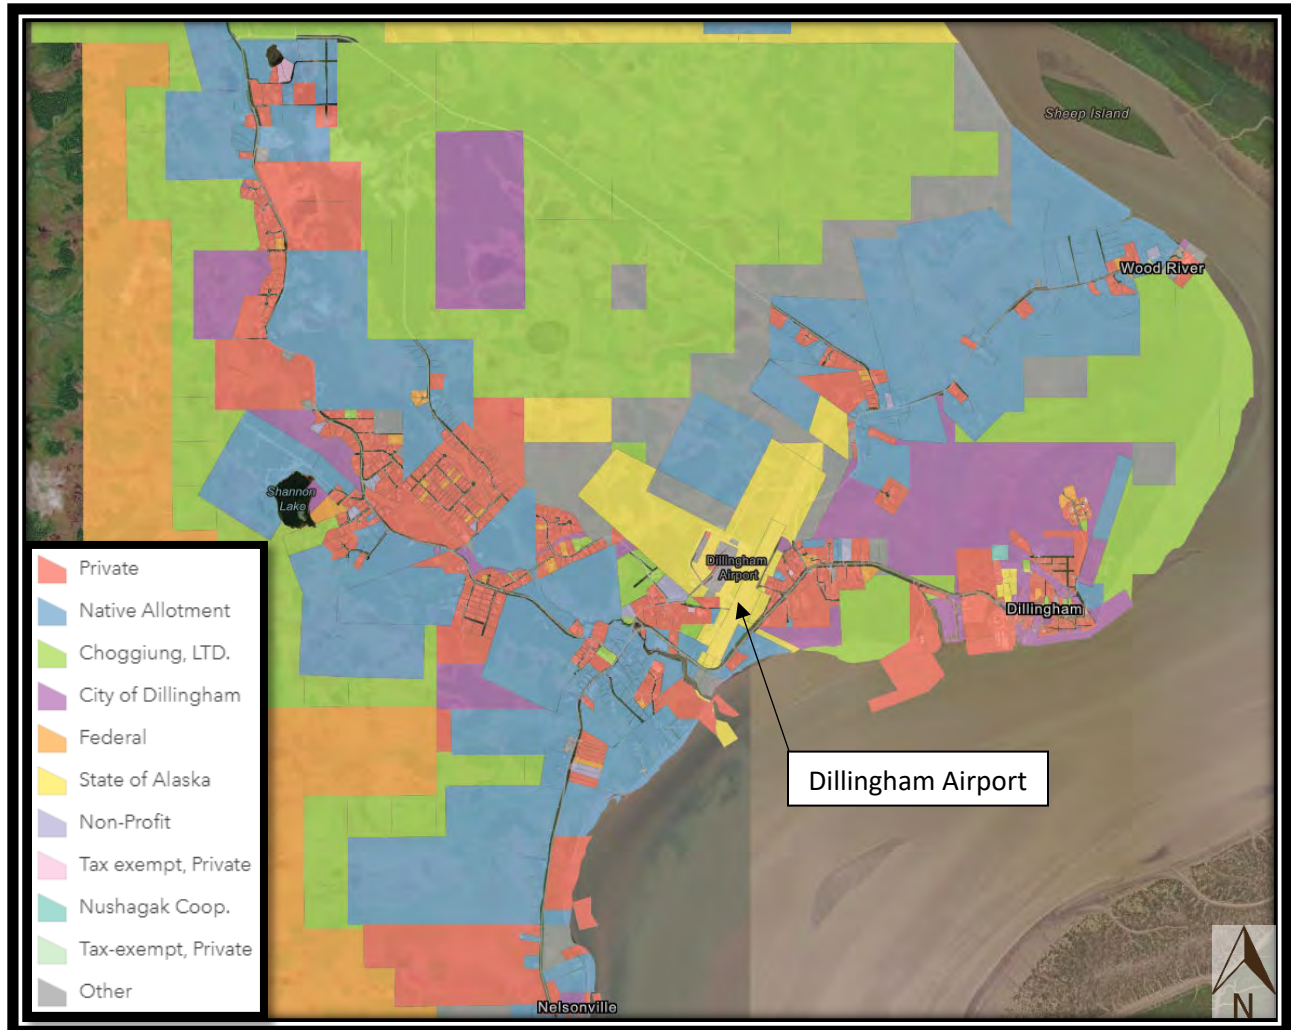 Sheep Island
Wood River
Shannon
Lake
Dillingham
Airport
Dillingham
Dillingham Airport
Nelsonville
Private
Native Allotment
Choggiung, LTD.
City of Dillingham
Federal
State of Alaska
Non-Profit
Tax exempt, Private
Nushagak Coop.
Tax-exempt, Private
Other
N